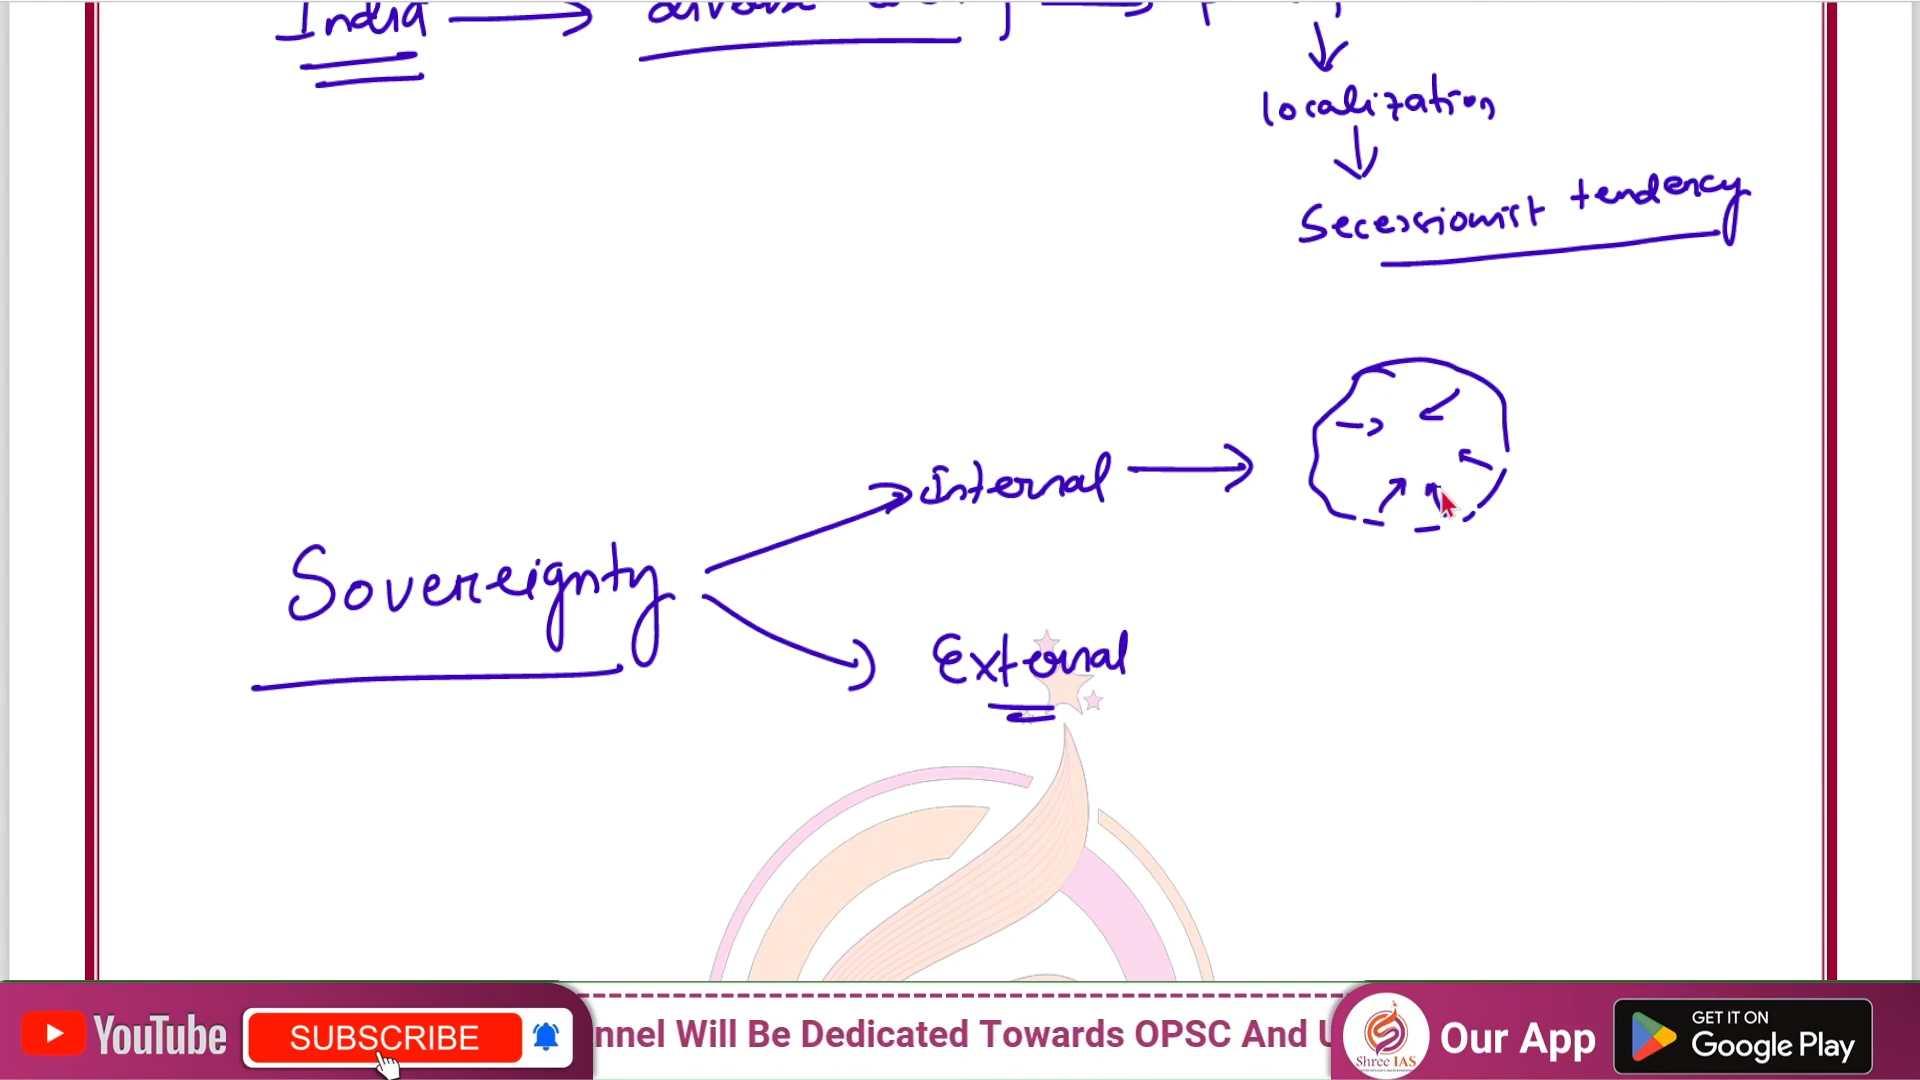 India
localization
Secessionist tendency
Internal
Sovereignty
External
YouTube
SUBSCRIBE
nnel Will Be Dedicated Towards OPSC And U
Shree IAS
Our App
GET IT ON
Google Play